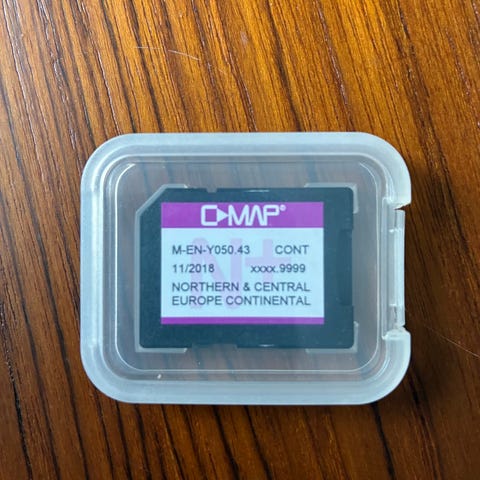 C-MAP®
N+
M-EN-Y050.43 CONT
11/2018 xxxx.9999
NORTHERN & CENTRAL
EUROPE CONTINENTAL